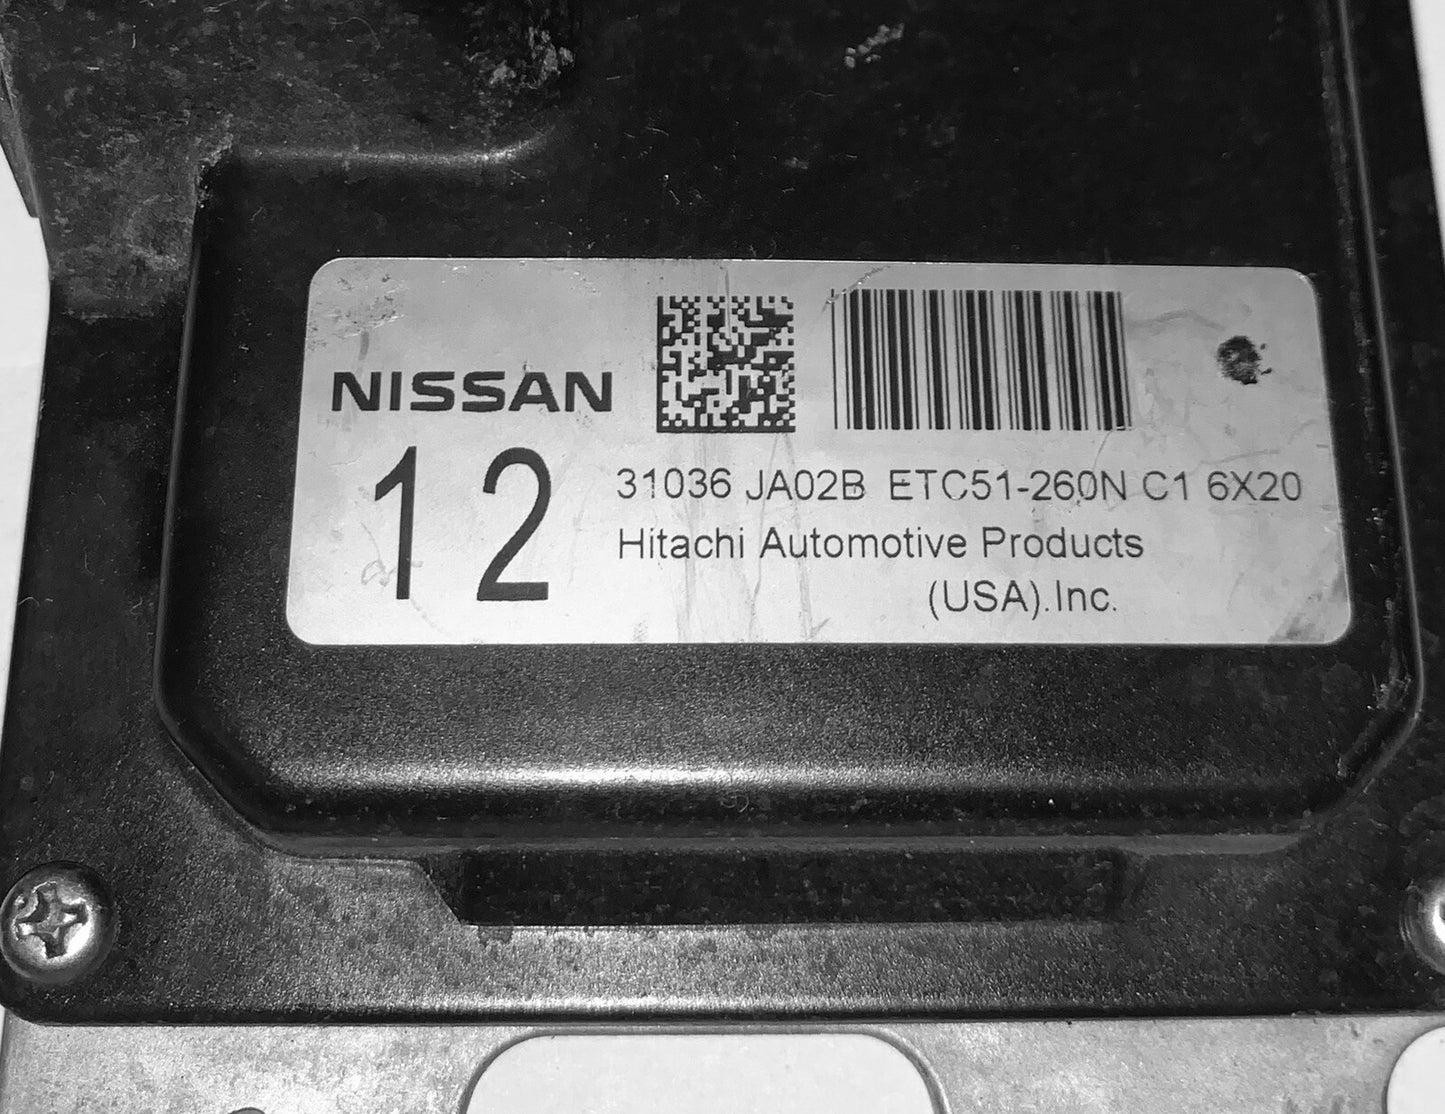 NISSAN
12
31036 JA02B ETC51-260N C1 6X20
Hitachi Automotive Products
(USA).Inc.